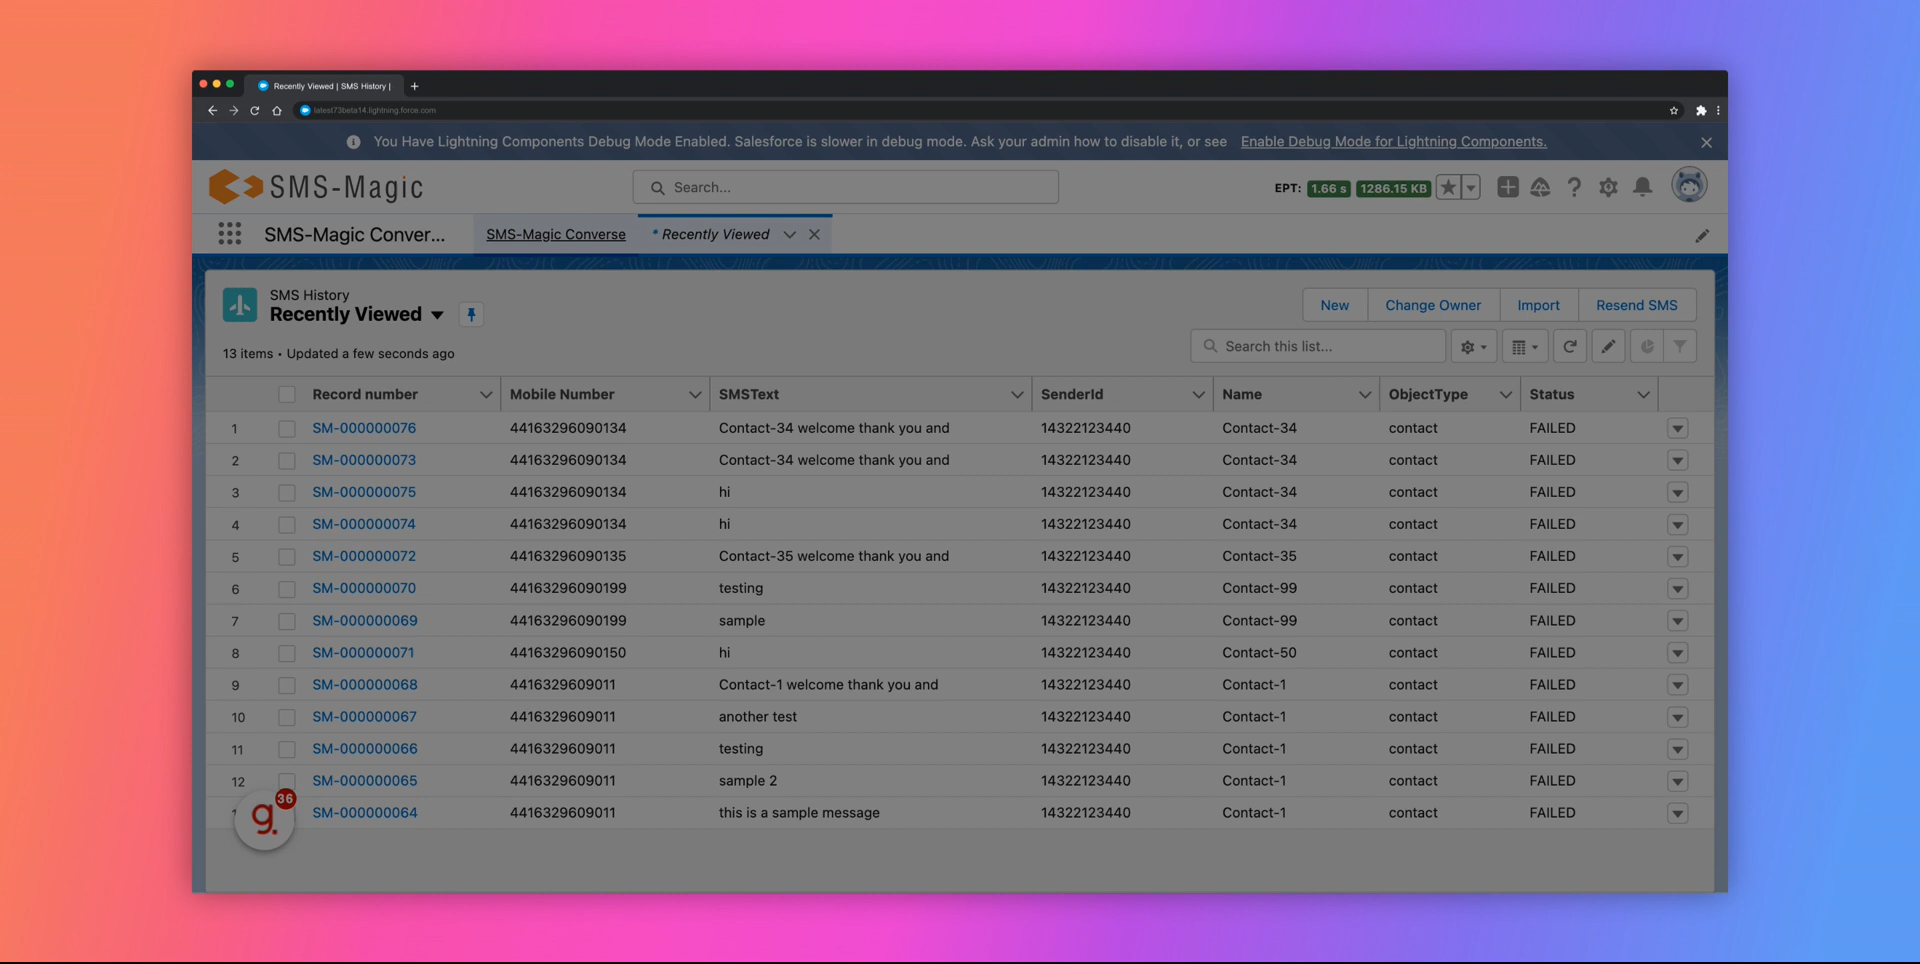 Recently Viewed | SMS History |
latest73beta14.lightning.force.com
You Have Lightning Components Debug Mode Enabled. Salesforce is slower in debug mode. Ask your admin how to disable it, or see Enable Debug Mode for Lightning Components.
SMS-Magic
Search...
EPT: 1.66 s 1286.15 KB
SMS-Magic Conver...
SMS-Magic Converse
* Recently Viewed
SMS History
Recently Viewed
New Change Owner Import Resend SMS
13 items • Updated a few seconds ago
Search this list...
Record number Mobile Number SMSText SenderId Name ObjectType Status
1 SM-000000076 44163296090134 Contact-34 welcome thank you and 14322123440 Contact-34 contact FAILED
2 SM-000000073 44163296090134 Contact-34 welcome thank you and 14322123440 Contact-34 contact FAILED
3 SM-000000075 44163296090134 hi 14322123440 Contact-34 contact FAILED
4 SM-000000074 44163296090134 hi 14322123440 Contact-34 contact FAILED
5 SM-000000072 44163296090135 Contact-35 welcome thank you and 14322123440 Contact-35 contact FAILED
6 SM-000000070 44163296090199 testing 14322123440 Contact-99 contact FAILED
7 SM-000000069 44163296090199 sample 14322123440 Contact-99 contact FAILED
8 SM-000000071 44163296090150 hi 14322123440 Contact-50 contact FAILED
9 SM-000000068 4416329609011 Contact-1 welcome thank you and 14322123440 Contact-1 contact FAILED
10 SM-000000067 4416329609011 another test 14322123440 Contact-1 contact FAILED
11 SM-000000066 4416329609011 testing 14322123440 Contact-1 contact FAILED
12 SM-000000065 4416329609011 sample 2 14322123440 Contact-1 contact FAILED
SM-000000064 4416329609011 this is a sample message 14322123440 Contact-1 contact FAILED
g. 36